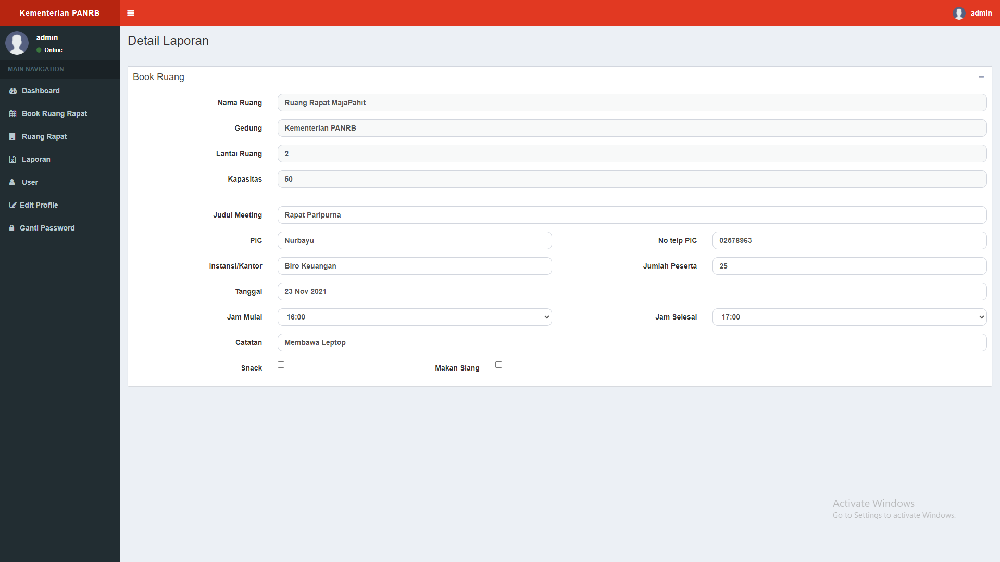 Kementerian PANRB
admin
admin
Online
MAIN NAVIGATION
Dashboard
Book Ruang Rapat
Ruang Rapat
Laporan
User
Edit Profile
Ganti Password
Detail Laporan
Book Ruang
Nama Ruang Ruang Rapat MajaPahit
Gedung Kementerian PANRB
Lantai Ruang 2
Kapasitas 50
Judul Meeting Rapat Paripurna
PIC Nurbayu No telp PIC 02578963
Instansi/Kantor Biro Keuangan Jumlah Peserta 25
Tanggal 23 Nov 2021
Jam Mulai 16:00 Jam Selesai 17:00
Catatan Membawa Leptop
Snack Makan Siang
Activate Windows
Go to Settings to activate Windows.